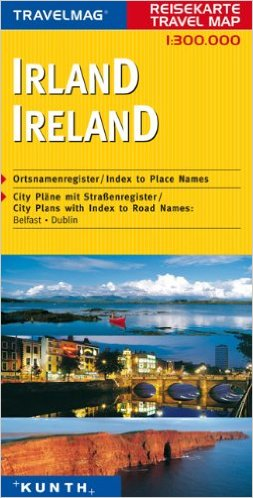 TRAVELMAG®
REISEKARTE
TRAVEL MAP
1:300.000
IRLAND
IRELAND
Ortsnamenregister/Index to Place Names
City Pläne mit Straßenregister/
City Plans with Index to Road Names:
Belfast · Dublin
+KUNTH+